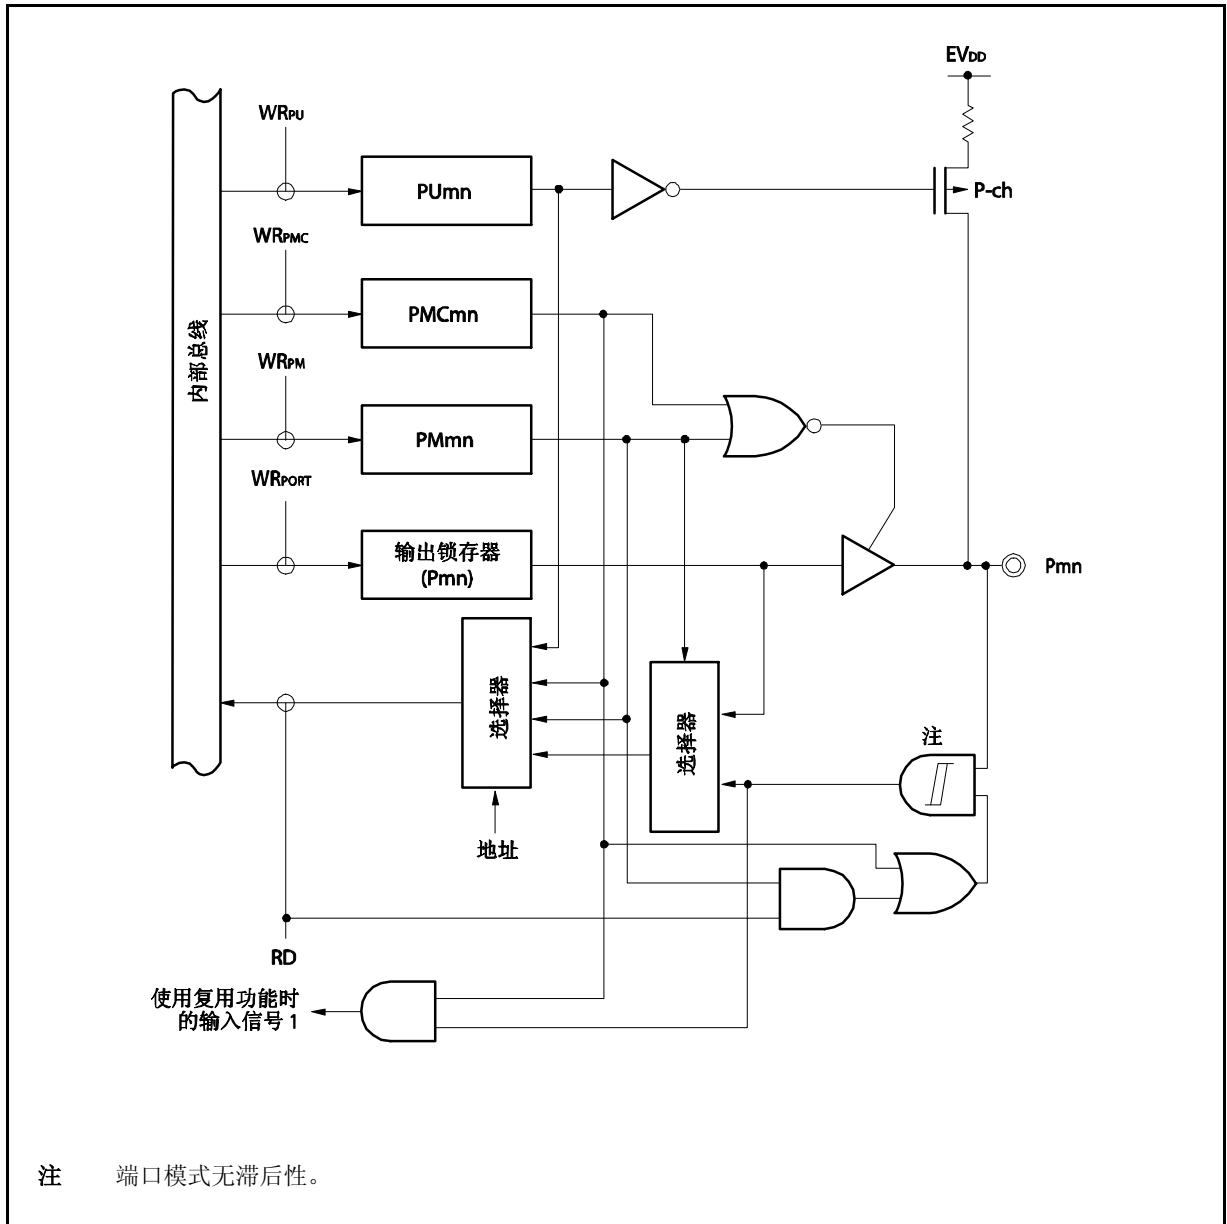 EVDD
WRPU
PUmn
P-ch
WRPMC
PMCmn
内部总线
WRPM
PMmn
WRPORT
输出锁存器
(Pmn)
Pmn
选择器
选择器
注
地址
RD
使用复用功能时
的输入信号 1
注 端口模式无滞后性。